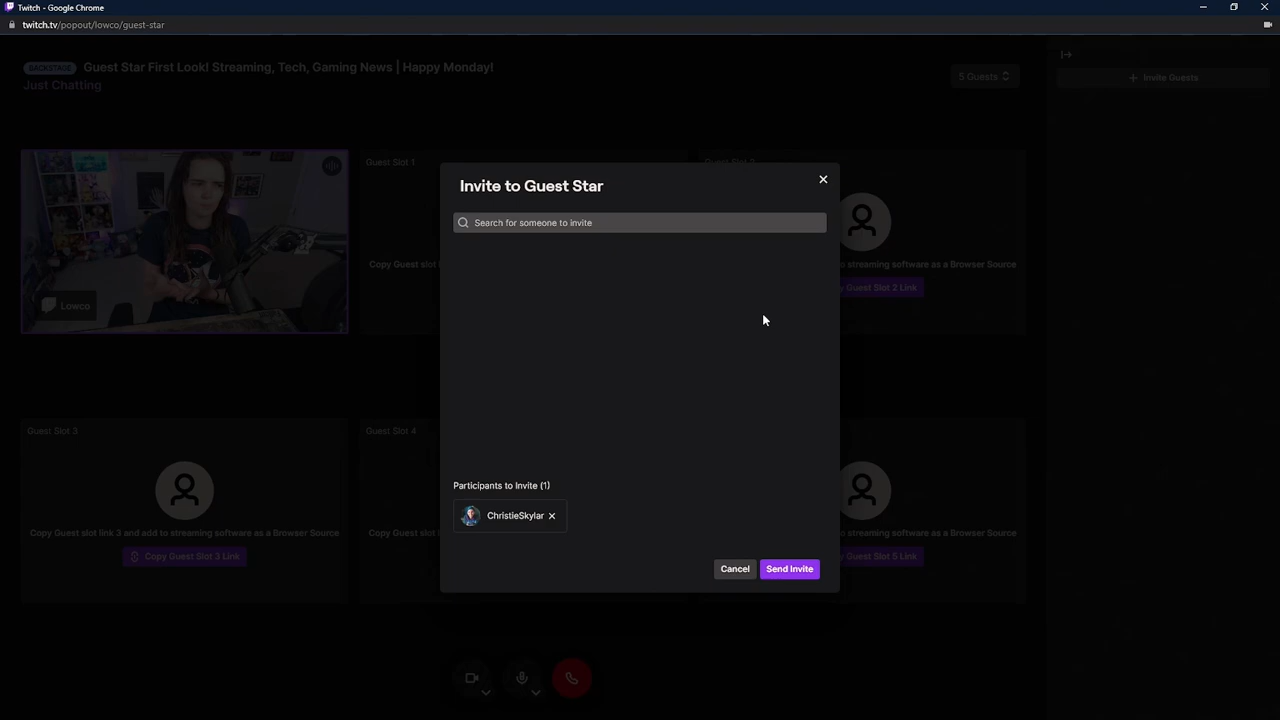 Twitch - Google Chrome
twitch.tv/popout/lowco/guest-star
BACKSTAGE Guest Star First Look! Streaming, Tech, Gaming News | Happy Monday!
Just Chatting
5 Guests
+ Invite Guests
Guest Slot 1
Guest Slot 2
Invite to Guest Star
Search for someone to invite
Copy Guest slot
to streaming software as a Browser Source
Guest Slot 2 Link
Lowco
Guest Slot 3
Guest Slot 4
Participants to Invite (1)
ChristieSkylar
Copy Guest slot link 3 and add to streaming software as a Browser Source
Copy Guest slot
to streaming software as a Browser Source
Copy Guest Slot 3 Link
Guest Slot 5 Link
Cancel
Send Invite